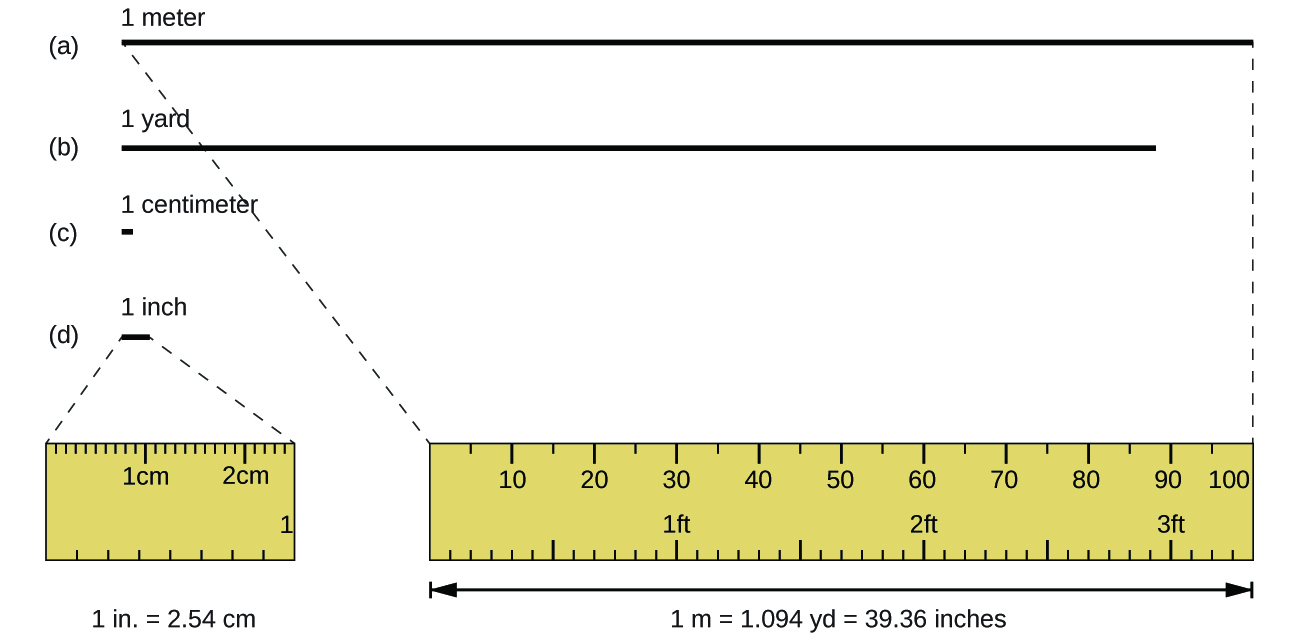 1 meter
(a)
1 yard
(b)
1 centimeter
(c)
1 inch
(d)
1cm 2cm
1
10 20 30 40 50 60 70 80 90 100
1ft 2ft 3ft
1 in. = 2.54 cm
1 m = 1.094 yd = 39.36 inches